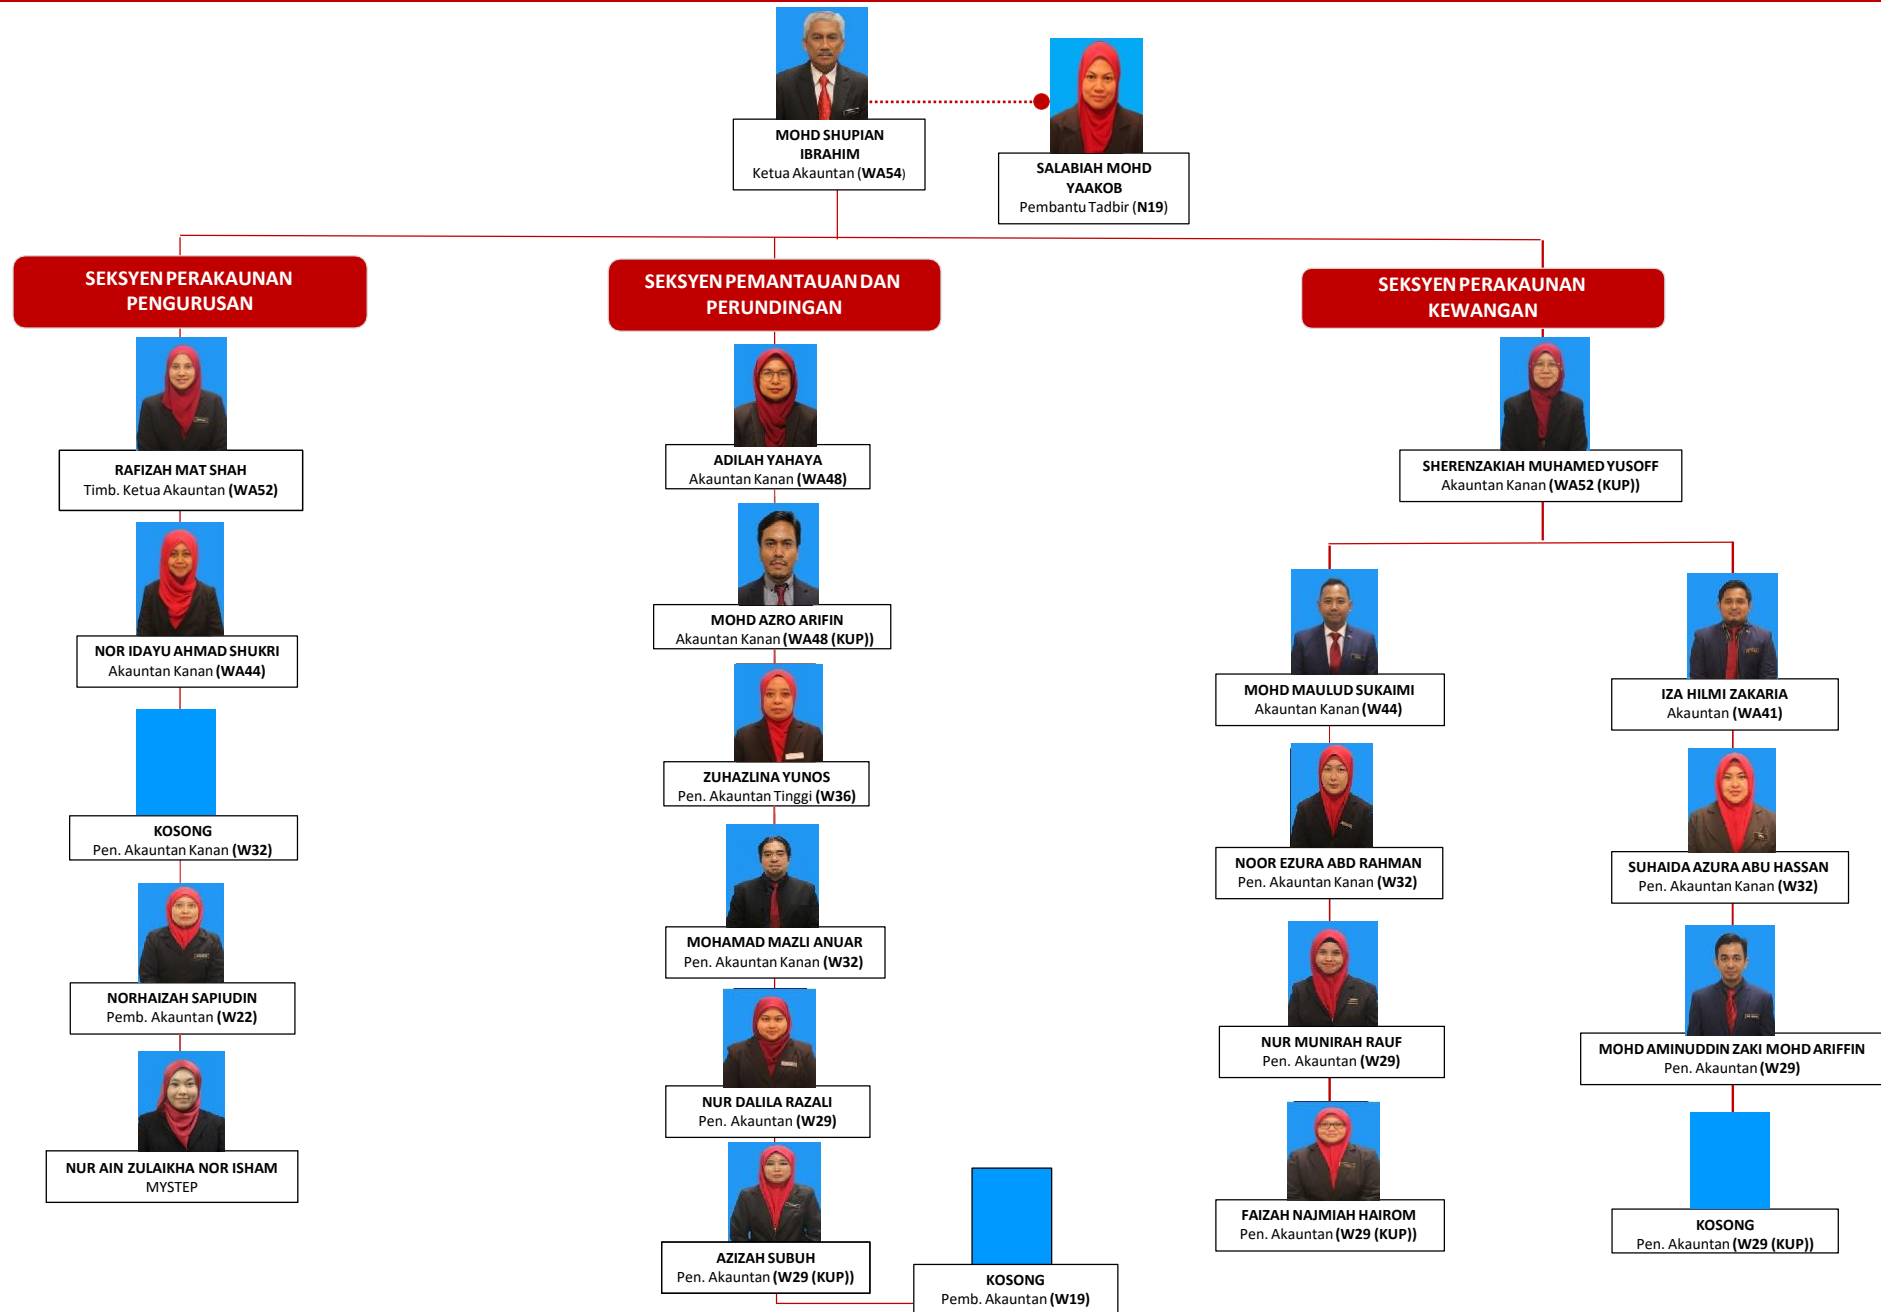 MOHD SHUPIAN
IBRAHIM
Ketua Akauntan (WA54)
SALABIAH MOHD
YAAKOB
Pembantu Tadbir (N19)
SEKSYEN PERAKAUNAN
PENGURUSAN
RAFIZAH MAT SHAH
Timb. Ketua Akauntan (WA52)
NOR IDAYU AHMAD SHUKRI
Akauntan Kanan (WA44)
KOSONG
Pen. Akauntan Kanan (W32)
NORHAIZAH SAPIUDIN
Pemb. Akauntan (W22)
NUR AIN ZULAIKHA NOR ISHAM
MYSTEP
SEKSYEN PEMANTAUAN DAN
PERUNDINGAN
ADILAH YAHAYA
Akauntan Kanan (WA48)
MOHD AZRO ARIFIN
Akauntan Kanan (WA48 (KUP))
ZUHAZLINA YUNOS
Pen. Akauntan Tinggi (W36)
MOHAMAD MAZLI ANUAR
Pen. Akauntan Kanan (W32)
NUR DALILA RAZALI
Pen. Akauntan (W29)
AZIZAH SUBUH
Pen. Akauntan (W29 (KUP))
KOSONG
Pemb. Akauntan (W19)
SEKSYEN PERAKAUNAN
KEWANGAN
SHERENZAKIAH MUHAMED YUSOFF
Akauntan Kanan (WA52 (KUP))
MOHD MAULUD SUKAIMI
Akauntan Kanan (W44)
NOOR EZURA ABD RAHMAN
Pen. Akauntan Kanan (W32)
NUR MUNIRAH RAUF
Pen. Akauntan (W29)
FAIZAH NAJMIAH HAIROM
Pen. Akauntan (W29 (KUP))
IZA HILMI ZAKARIA
Akauntan (WA41)
SUHAIDA AZURA ABU HASSAN
Pen. Akauntan Kanan (W32)
MOHD AMINUDDIN ZAKI MOHD ARIFFIN
Pen. Akauntan (W29)
KOSONG
Pen. Akauntan (W29 (KUP))